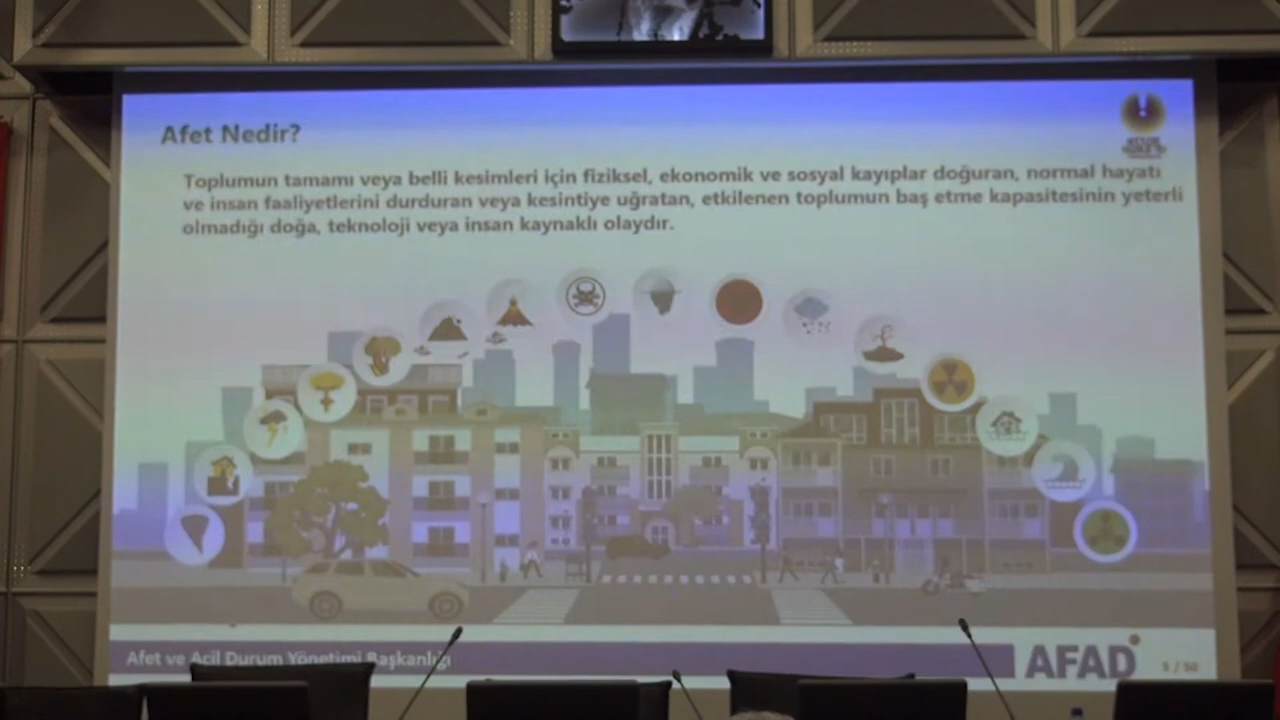 Afet Nedir?
Toplumun tamamı veya belli kesimleri için fiziksel, ekonomik ve sosyal kayıplar doğuran, normal hayatı
ve insan faaliyetlerini durduran veya kesintiye uğratan, etkilenen toplumun baş etme kapasitesinin yeterli
olmadığı doğa, teknoloji veya insan kaynaklı olaydır.
Afet ve Acil Durum Yönetimi Başkanlığı
AFAD
5 / 50